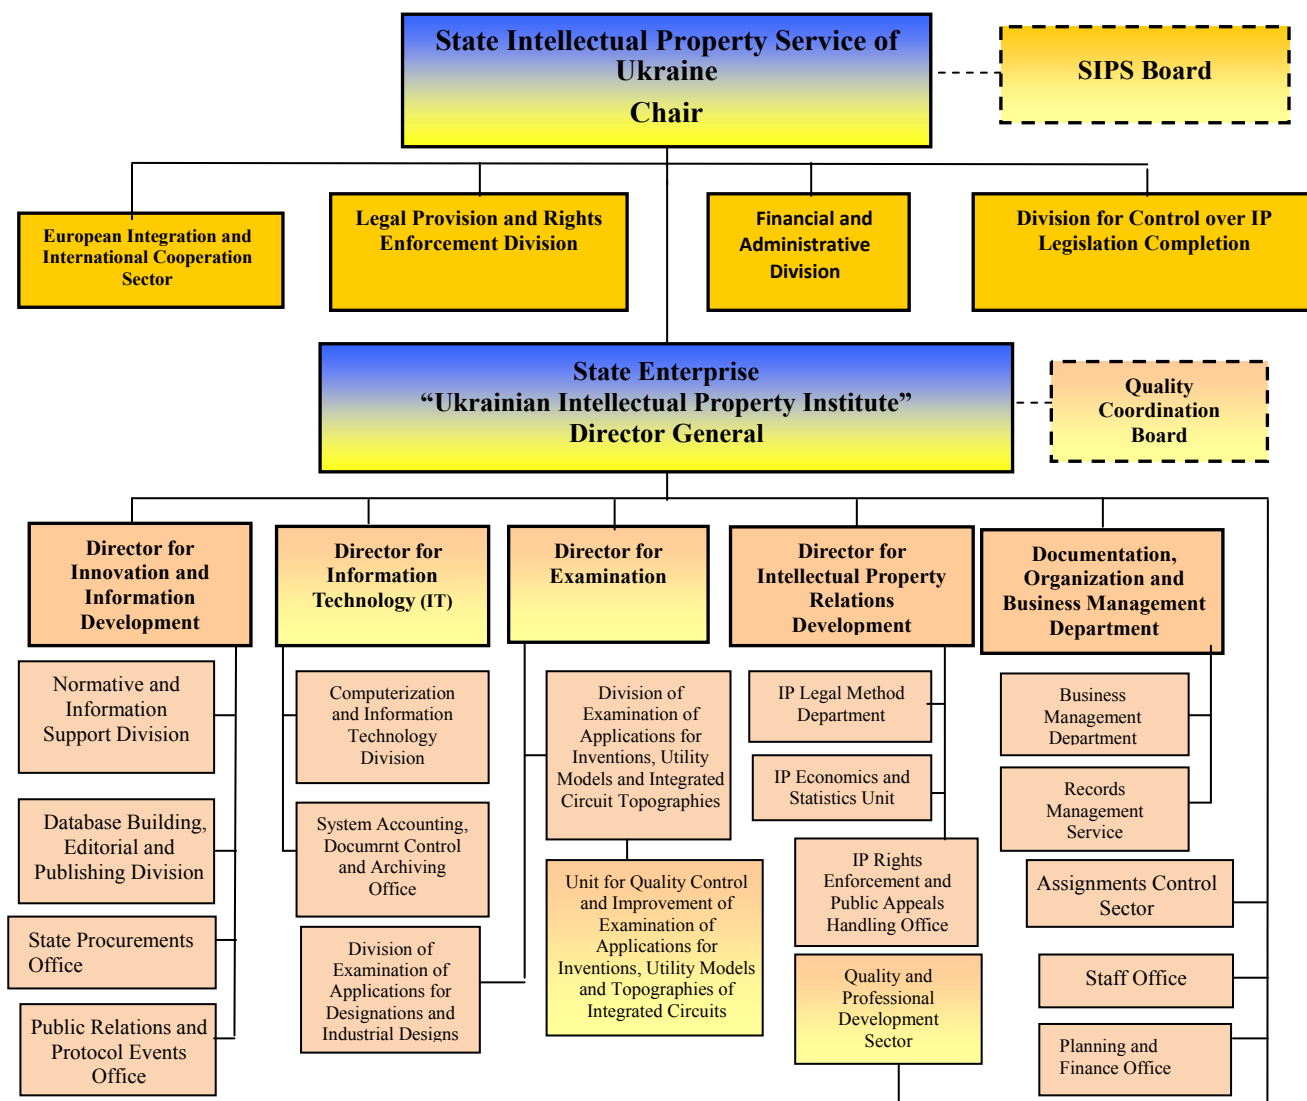 State Intellectual Property Service of
Ukraine
Chair
SIPS Board
European Integration and
International Cooperation
Sector
Legal Provision and Rights
Enforcement Division
Financial and
Administrative
Division
Division for Control over IP
Legislation Completion
State Enterprise
“Ukrainian Intellectual Property Institute”
Director General
Quality
Coordination
Board
Director for
Innovation and
Information
Development
Director for
Information
Technology (IT)
Director for
Examination
Director for
Intellectual Property
Relations
Development
Documentation,
Organization and
Business Management
Department
Normative and
Information
Support Division
Database Building,
Editorial and
Publishing Division
State Procurements
Office
Public Relations and
Protocol Events
Office
Computerization
and Information
Technology
Division
System Accounting,
Documrnt Control
and Archiving
Office
Division of
Examination of
Applications for
Designations and
Industrial Designs
Division of
Examination of
Applications for
Inventions, Utility
Models and Integrated
Circuit Topographies
Unit for Quality Control
and Improvement of
Examination of
Applications for
Inventions, Utility Models
and Topographies of
Integrated Circuits
IP Legal Method
Department
IP Economics and
Statistics Unit
IP Rights
Enforcement and
Public Appeals
Handling Office
Quality and
Professional
Development
Sector
Business
Management
Department
Records
Management
Service
Assignments Control
Sector
Staff Office
Planning and
Finance Office